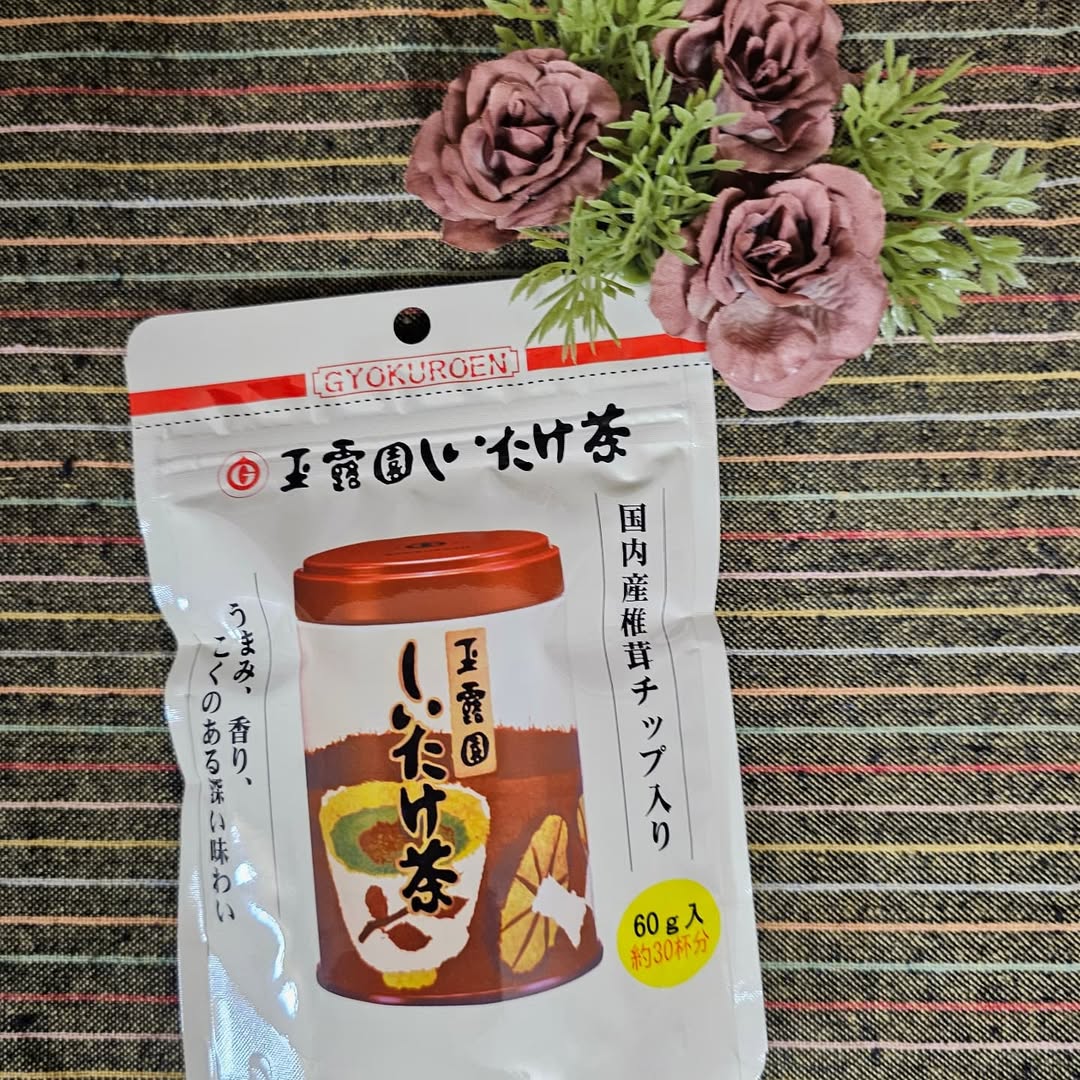 GYOKUROEN
G 玉露園しいたけ茶
国内産椎茸チップ入り
玉露園
しいたけ茶
うまみ、香り、
こくのある深い味わい
60g入
約30杯分